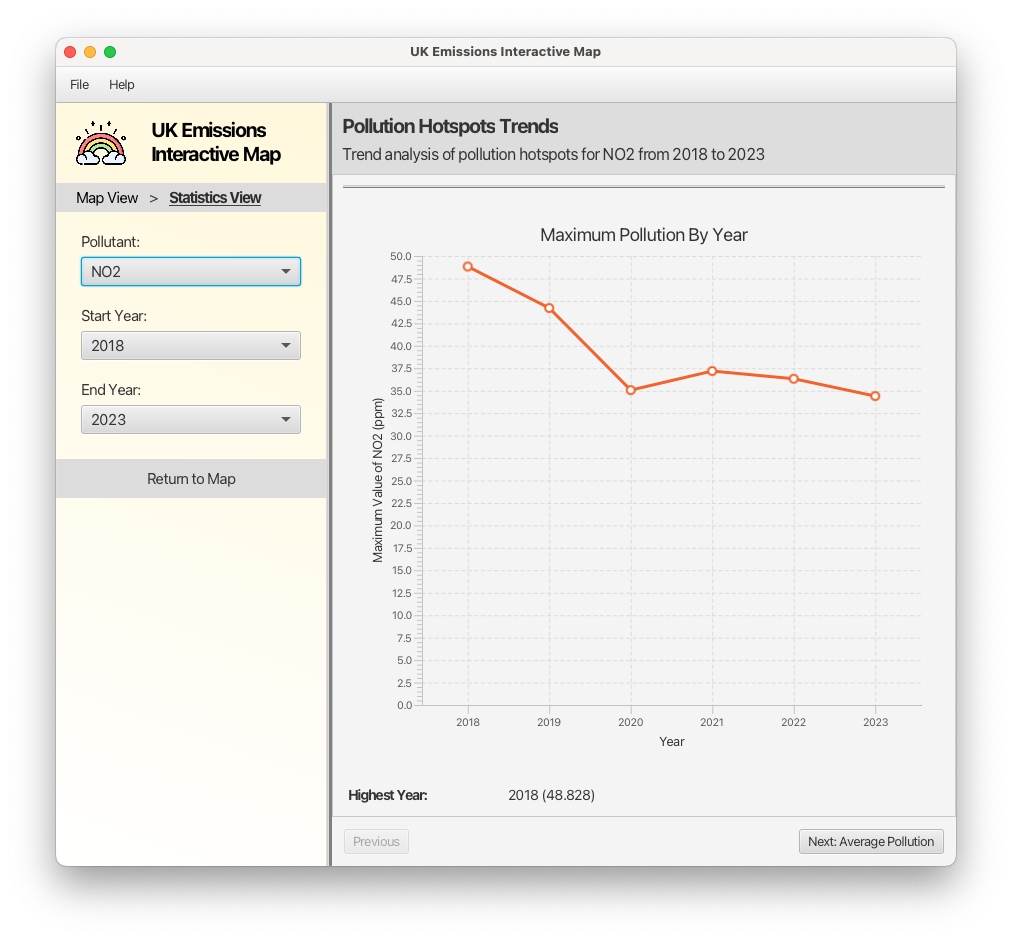 UK Emissions Interactive Map
File Help
UK Emissions
Interactive Map
Map View > Statistics View
Pollutant:
NO2
Start Year:
2018
End Year:
2023
Return to Map
Pollution Hotspots Trends
Trend analysis of pollution hotspots for NO2 from 2018 to 2023
Maximum Pollution By Year
Maximum Value of NO2 (ppm)
50.0
47.5
45.0
42.5
40.0
37.5
35.0
32.5
30.0
27.5
25.0
22.5
20.0
17.5
15.0
12.5
10.0
7.5
5.0
2.5
0.0
2018 2019 2020 2021 2022 2023
Year
Highest Year: 2018 (48.828)
Previous Next: Average Pollution